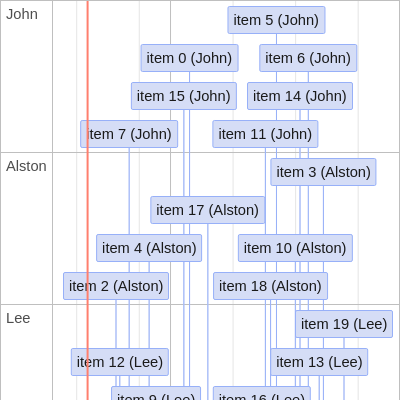 John
item 5 (John)
item 0 (John)
item 6 (John)
item 15 (John)
item 14 (John)
item 7 (John)
item 11 (John)
Alston
item 3 (Alston)
item 17 (Alston)
item 4 (Alston)
item 10 (Alston)
item 2 (Alston)
item 18 (Alston)
Lee
item 19 (Lee)
item 12 (Lee)
item 13 (Lee)
item 9 (Lee)
item 16 (Lee)